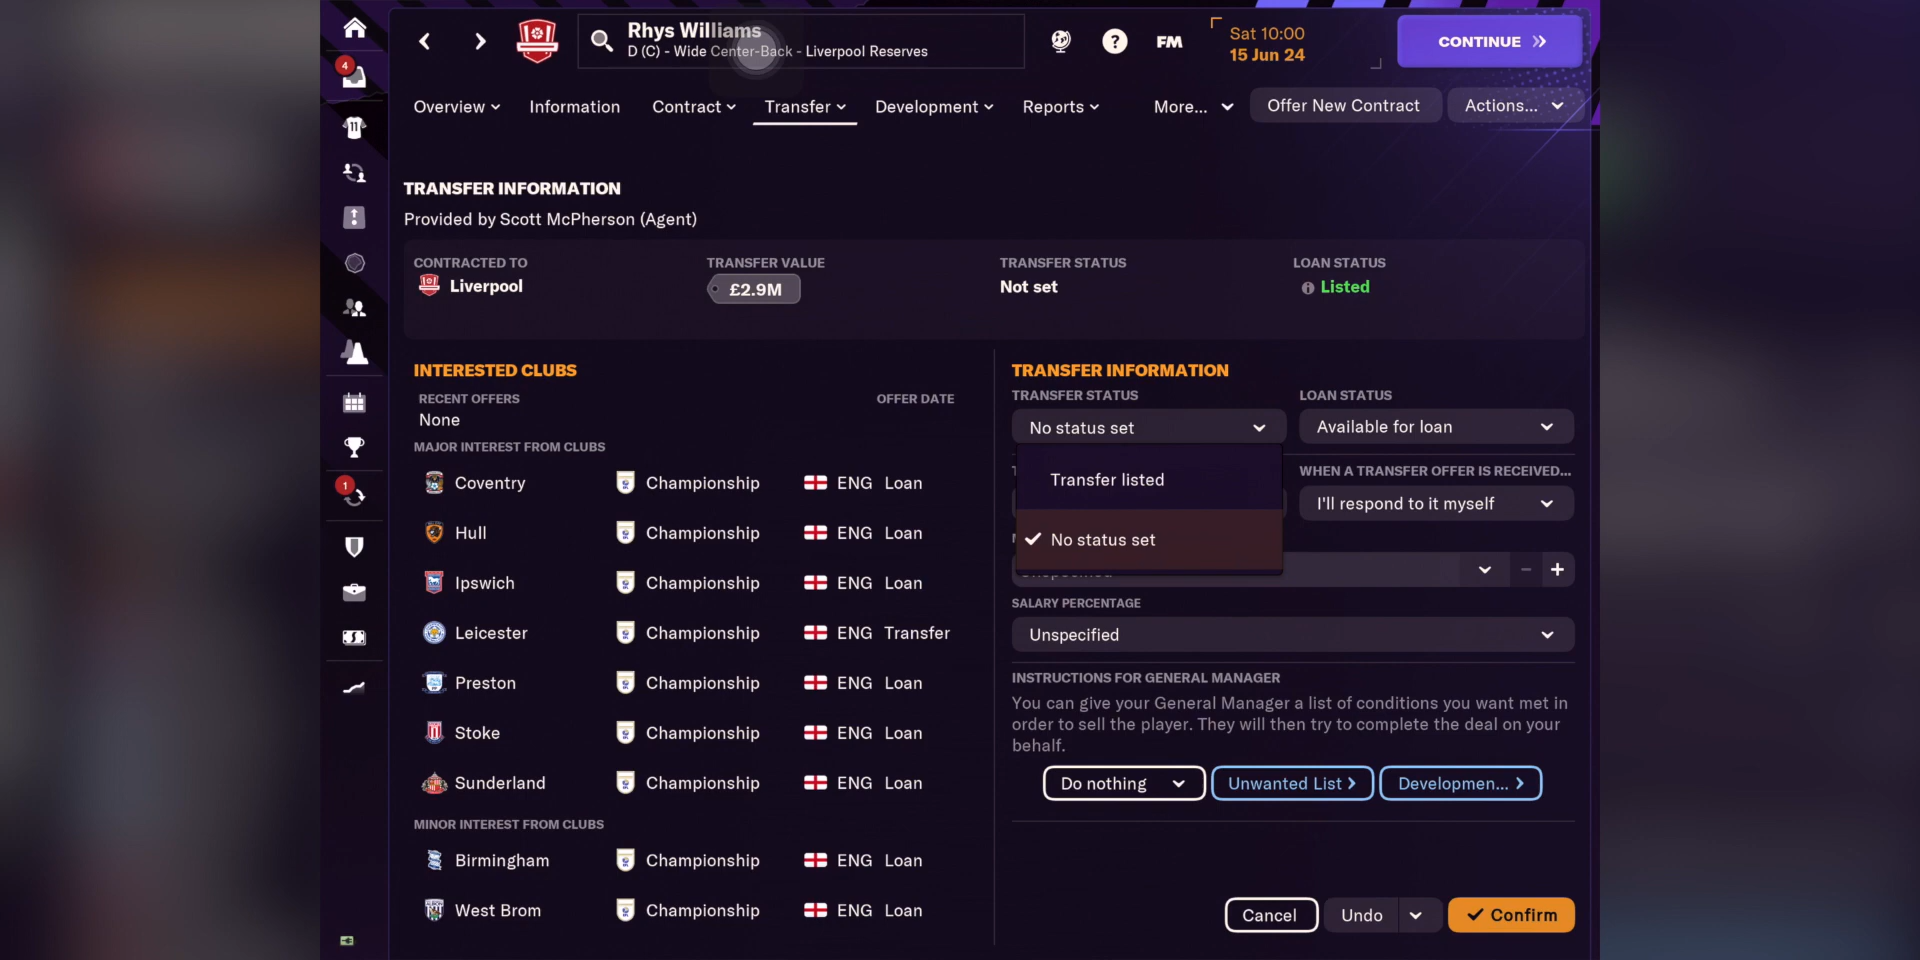 Rhys Williams
D (C) - Wide Center-Back - Liverpool Reserves
FM
Sat 10:00
15 Jun 24
CONTINUE
4
Overview
Information
Contract
Transfer
Development
Reports
More...
Offer New Contract
Actions...
11
TRANSFER INFORMATION
Provided by Scott McPherson (Agent)
CONTRACTED TO
Liverpool
TRANSFER VALUE
£2.9M
TRANSFER STATUS
Not set
LOAN STATUS
Listed
INTERESTED CLUBS
RECENT OFFERS
OFFER DATE
None
MAJOR INTEREST FROM CLUBS
Coventry Championship ENG Loan
Hull Championship ENG Loan
Ipswich Championship ENG Loan
Leicester Championship ENG Transfer
Preston Championship ENG Loan
Stoke Championship ENG Loan
Sunderland Championship ENG Loan
MINOR INTEREST FROM CLUBS
Birmingham Championship ENG Loan
West Brom Championship ENG Loan
1
TRANSFER INFORMATION
TRANSFER STATUS
No status set
Transfer listed
No status set
LOAN STATUS
Available for loan
WHEN A TRANSFER OFFER IS RECEIVED...
I'll respond to it myself
SALARY PERCENTAGE
Unspecified
INSTRUCTIONS FOR GENERAL MANAGER
You can give your General Manager a list of conditions you want met in
order to sell the player. They will then try to complete the deal on your
behalf.
Do nothing
Unwanted List
Developmen...
Cancel
Undo
Confirm